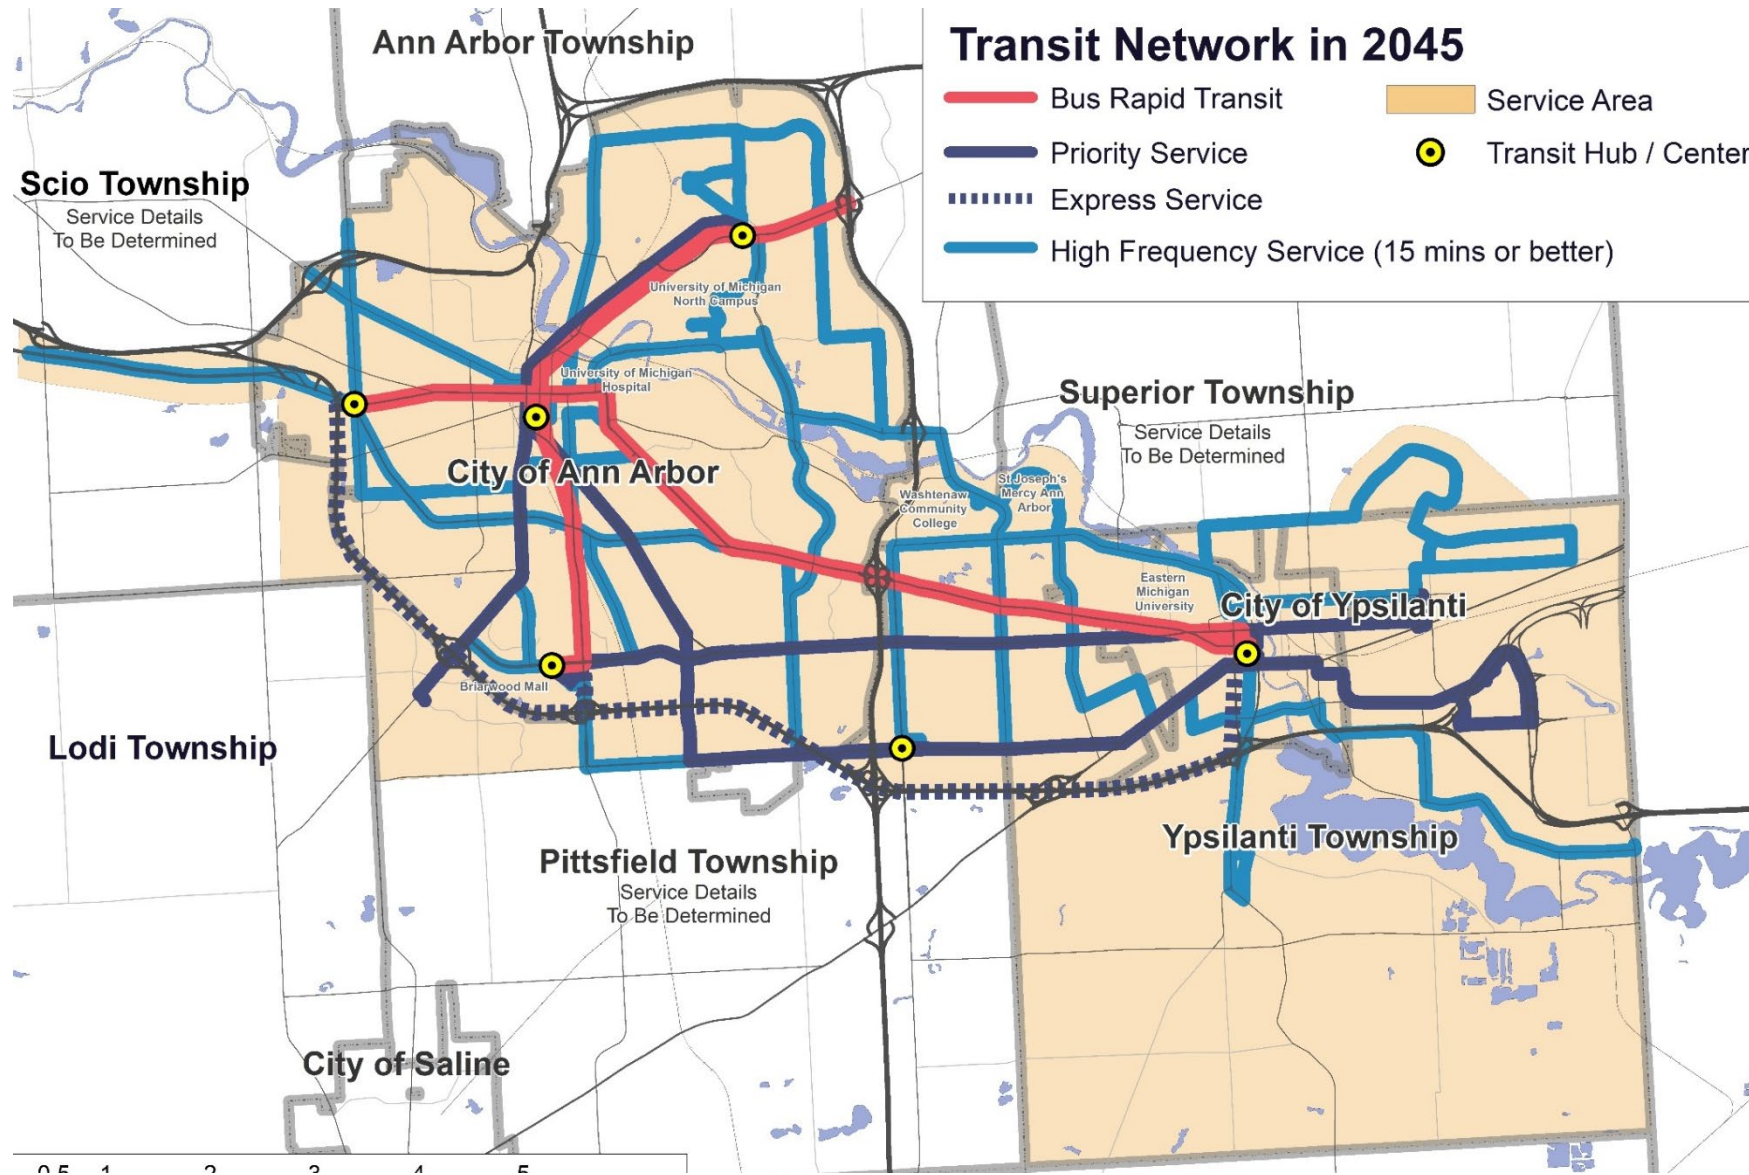 Ann Arbor Township
Transit Network in 2045
Bus Rapid Transit
Service Area
Priority Service
Transit Hub / Center
Express Service
High Frequency Service (15 mins or better)
Scio Township
Service Details
To Be Determined
University of Michigan
North Campus
University of Michigan
Hospital
Superior Township
Service Details
To Be Determined
City of Ann Arbor
Washtenaw
Community
College
St Joseph's
Mercy Ann
Arbor
Eastern
Michigan
University
City of Ypsilanti
Briarwood Mall
Lodi Township
Ypsilanti Township
Pittsfield Township
Service Details
To Be Determined
City of Saline
0.5 1 2 3 4 5